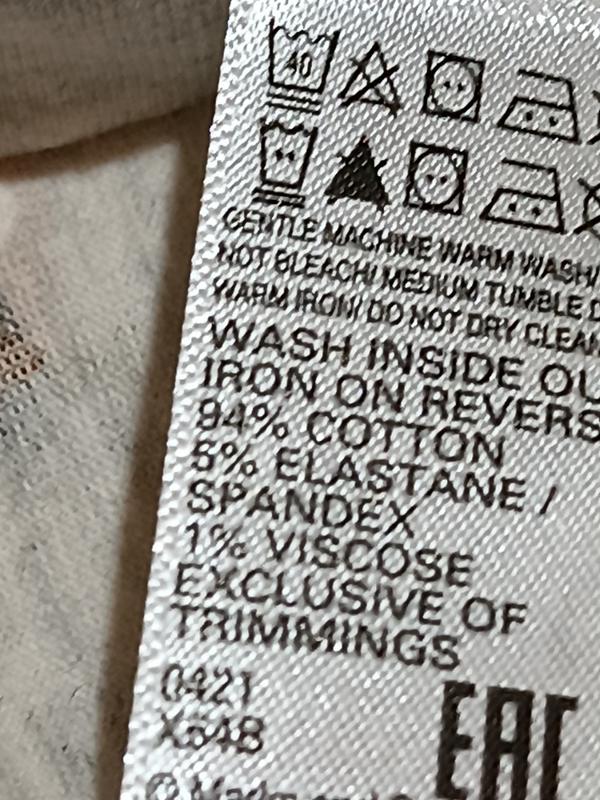 40
GENTLE MACHINE WARM WASH/
NOT BLEACH/ MEDIUM TUMBLE D
WARM IRON/ DO NOT DRY CLEAN
WASH INSIDE OU
IRON ON REVERS
94% COTTON
5% ELASTANE /
SPANDEX
1% VISCOSE
EXCLUSIVE OF
TRIMMINGS
0421
X548
EAC